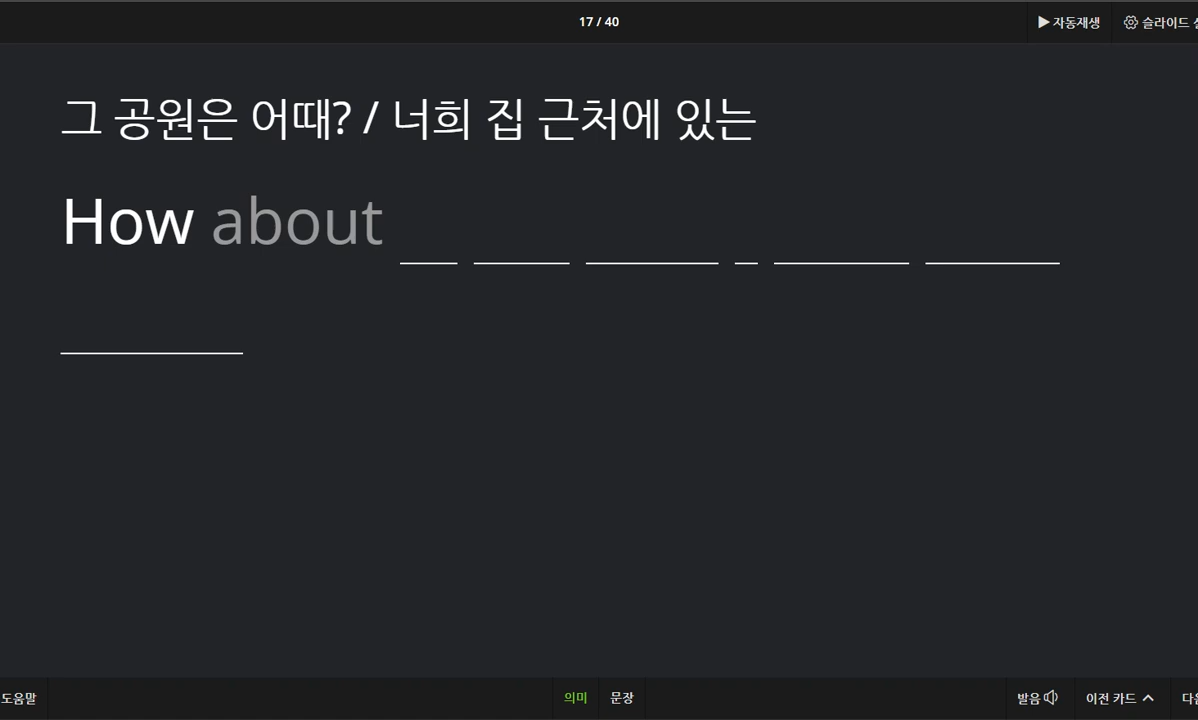 17 / 40
▶ 자동재생
슬라이드
그 공원은 어때? / 너희 집 근처에 있는
How about
도움말
의미
문장
발음
이전 카드